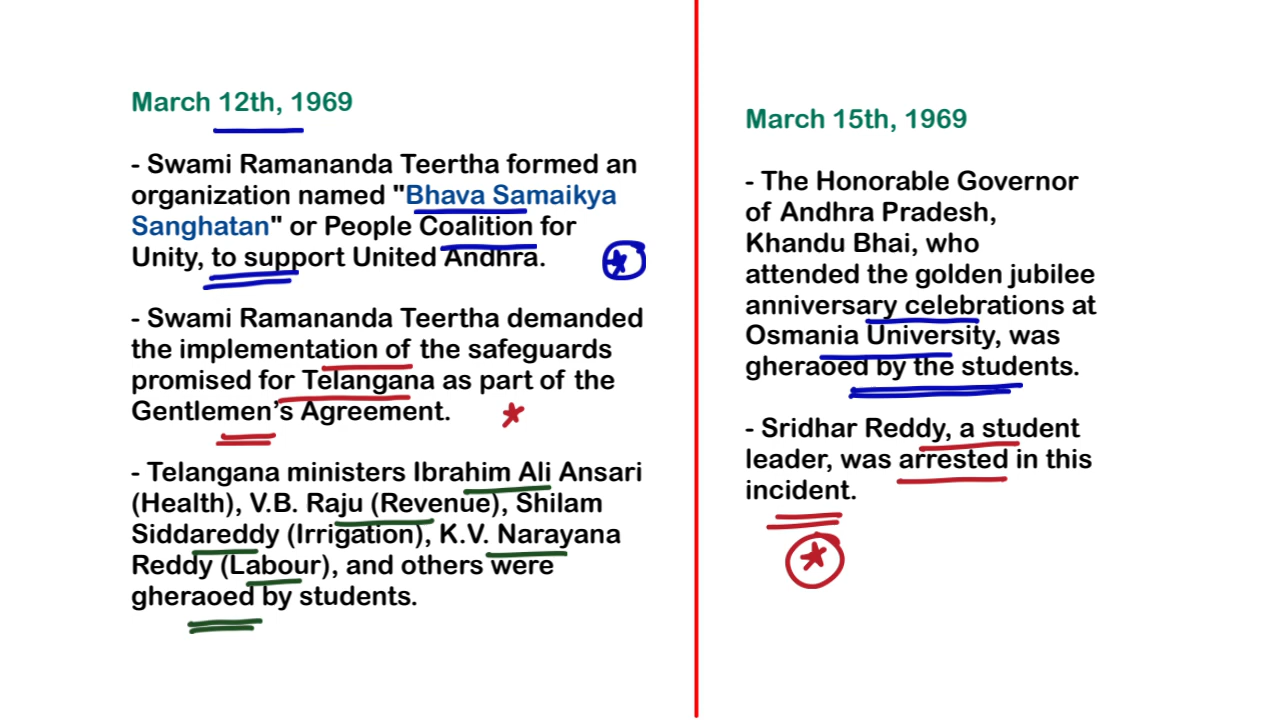 March 12th, 1969
- Swami Ramananda Teertha formed an
organization named "Bhava Samaikya
Sanghatan" or People Coalition for
Unity, to support United Andhra.
- Swami Ramananda Teertha demanded
the implementation of the safeguards
promised for Telangana as part of the
Gentlemen’s Agreement.
- Telangana ministers Ibrahim Ali Ansari
(Health), V.B. Raju (Revenue), Shilam
Siddareddy (Irrigation), K.V. Narayana
Reddy (Labour), and others were
gheraoed by students.
March 15th, 1969
- The Honorable Governor
of Andhra Pradesh,
Khandu Bhai, who
attended the golden jubilee
anniversary celebrations at
Osmania University, was
gheraoed by the students.
- Sridhar Reddy, a student
leader, was arrested in this
incident.